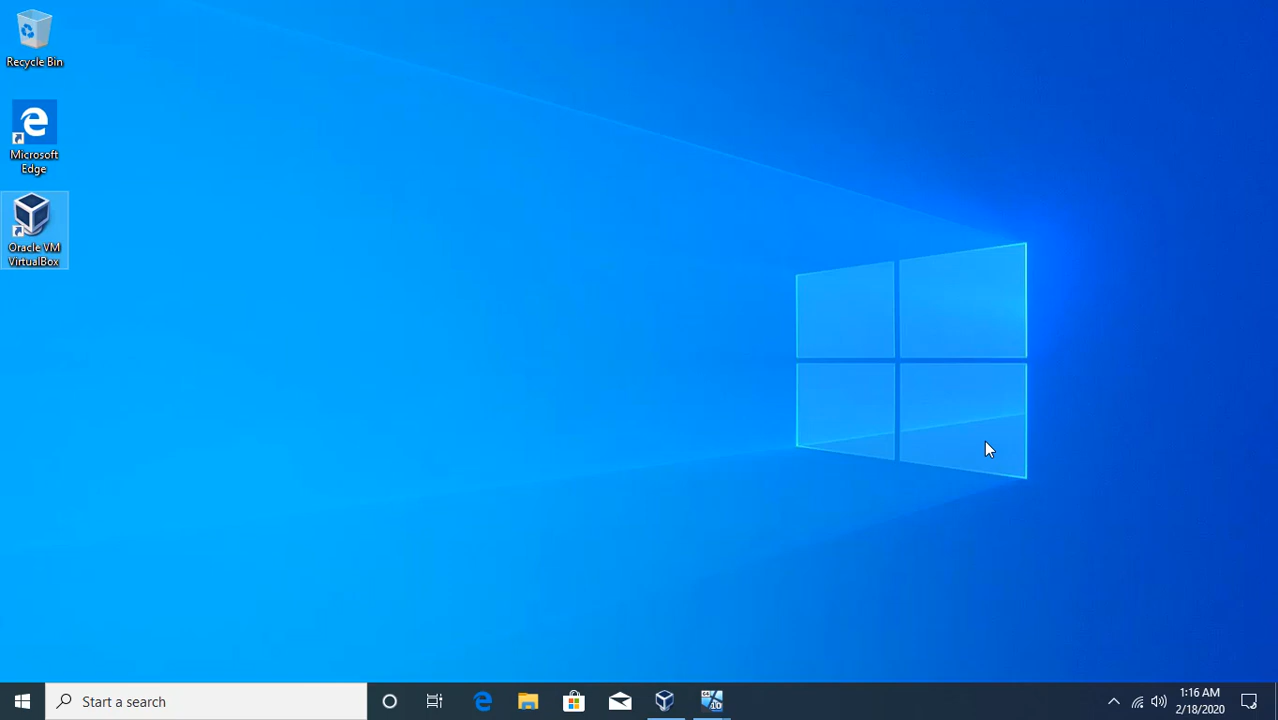 Recycle Bin
Microsoft
Edge
Oracle VM
VirtualBox
Start a search
1:16 AM
2/18/2020